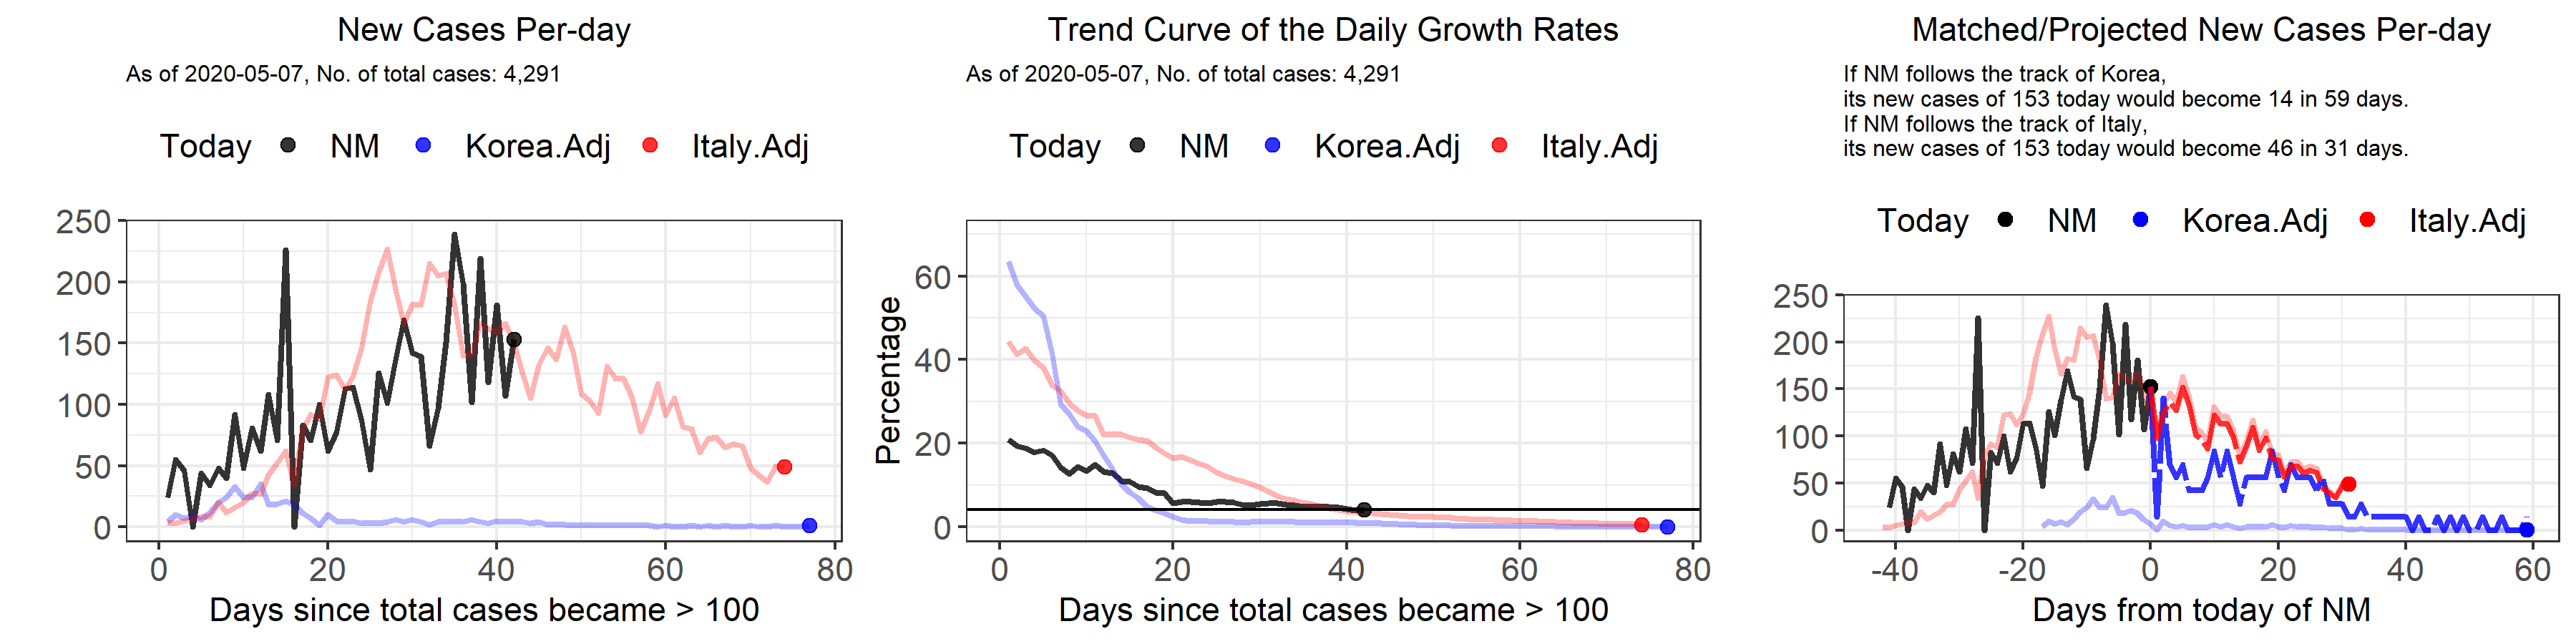 New Cases Per-day
As of 2020-05-07, No. of total cases: 4,291
Today NM Korea.Adj Italy.Adj
250
200
150
100
50
0
0 20 40 60 80
Days since total cases became > 100
Trend Curve of the Daily Growth Rates
As of 2020-05-07, No. of total cases: 4,291
Today NM Korea.Adj Italy.Adj
Percentage
60
40
20
0
0 20 40 60 80
Days since total cases became > 100
Matched/Projected New Cases Per-day
If NM follows the track of Korea,
its new cases of 153 today would become 14 in 59 days.
If NM follows the track of Italy,
its new cases of 153 today would become 46 in 31 days.
Today NM Korea.Adj Italy.Adj
250
200
150
100
50
0
-40 -20 0 20 40 60
Days from today of NM